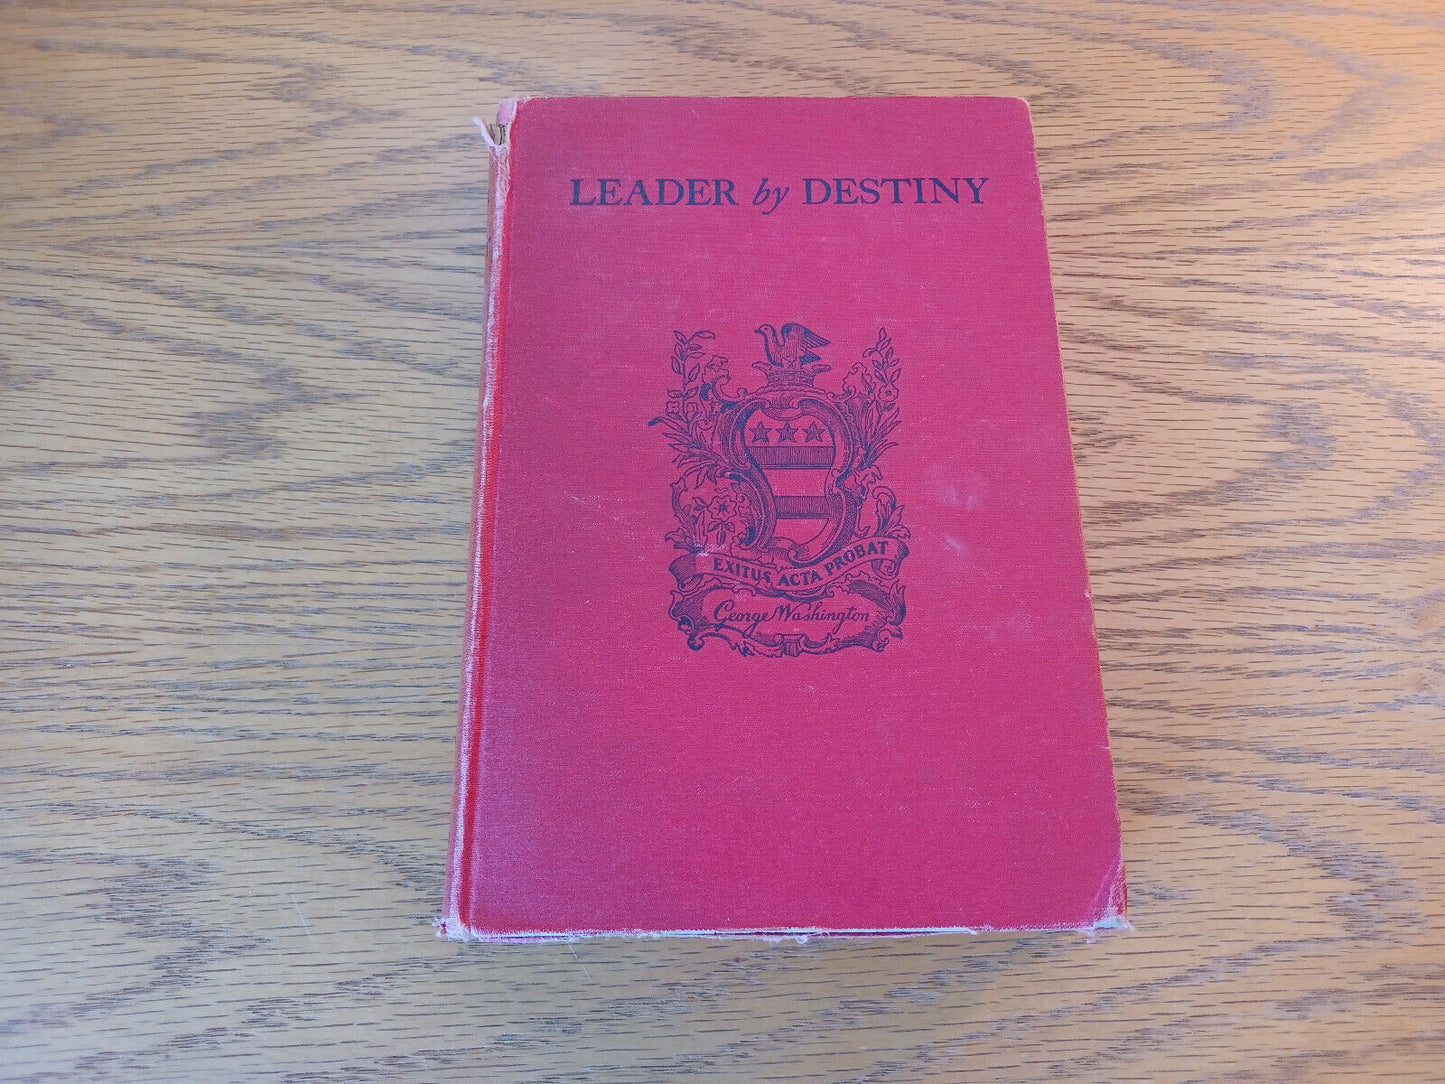 LEADER by DESTINY
EXITUS ACTA PROBAT
George Washington